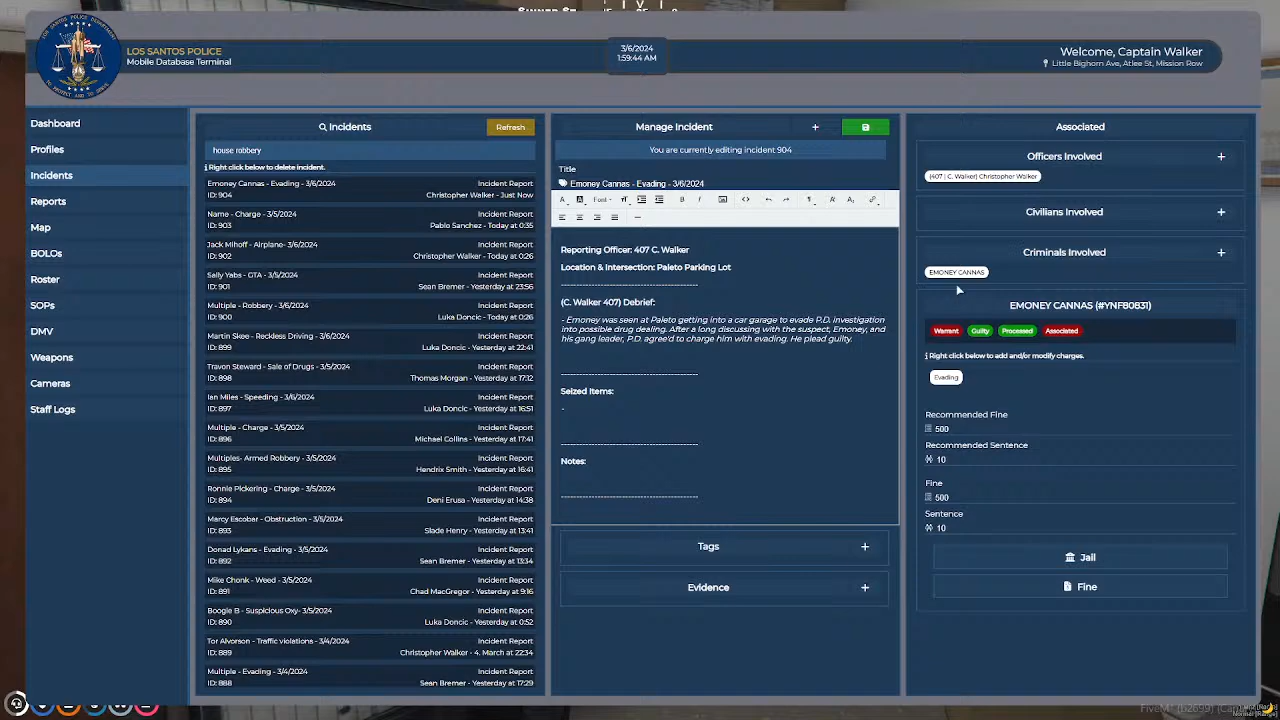 LOS SANTOS POLICE
Mobile Database Terminal
3/6/2024
1:59:44 AM
Welcome, Captain Walker
Little Bighorn Ave, Atlee St, Mission Row
Dashboard
Profiles
Incidents
Reports
Map
BOLOs
Roster
SOPs
DMV
Weapons
Cameras
Staff Logs
Incidents
Refresh
house robbery
Right click below to delete incident.
Emoney Cannas - Evading - 3/6/2024 Incident Report
ID: 904 Christopher Walker - Just Now
Name - Charge - 3/5/2024 Incident Report
ID: 903 Pablo Sanchez - Today at 0:35
Jack Mihoff - Airplane- 3/6/2024 Incident Report
ID: 902 Christopher Walker - Today at 0:26
Sally Yabs - GTA - 3/5/2024 Incident Report
ID: 901 Sean Bremer - Yesterday at 23:56
Multiple - Robbery - 3/6/2024 Incident Report
ID: 900 Luka Doncic - Today at 0:26
Martin Skee - Reckless Driving - 3/6/2024 Incident Report
ID: 899 Luka Doncic - Yesterday at 22:41
Travon Steward - Sale of Drugs - 3/5/2024 Incident Report
ID: 898 Thomas Morgan - Yesterday at 17:12
Ian Miles - Speeding - 3/6/2024 Incident Report
ID: 897 Luka Doncic - Yesterday at 16:51
Multiple - Charge - 3/5/2024 Incident Report
ID: 896 Michael Collins - Yesterday at 17:41
Multiples- Armed Robbery - 3/5/2024 Incident Report
ID: 895 Hendrix Smith - Yesterday at 16:41
Ronnie Pickering - Charge - 3/5/2024 Incident Report
ID: 894 Deni Erusa - Yesterday at 14:38
Marcy Escober - Obstruction - 3/5/2024 Incident Report
ID: 893 Slade Henry - Yesterday at 13:41
Donad Lykans - Evading - 3/5/2024 Incident Report
ID: 892 Sean Bremer - Yesterday at 13:34
Mike Chonk - Weed - 3/5/2024 Incident Report
ID: 891 Chad MacGregor - Yesterday at 9:16
Boogie B - Suspicious Oxy- 3/5/2024 Incident Report
ID: 890 Luka Doncic - Yesterday at 0:52
Tor Alvorson - Traffic violations - 3/4/2024 Incident Report
ID: 889 Christopher Walker - 4. March at 22:34
Multiple - Evading - 3/4/2024 Incident Report
ID: 888 Sean Bremer - Yesterday at 17:29
Manage Incident
You are currently editing incident 904
Title
Emoney Cannas - Evading - 3/6/2024
Font
Reporting Officer: 407 C. Walker
Location & Intersection: Paleto Parking Lot
----------------------------------------
(C. Walker 407) Debrief:
- Emoney was seen at Paleto getting into a car garage to evade P.D. investigation
into possible drug dealing. After a long discussing with the suspect, Emoney, and
his gang leader, P.D. agree'd to charge him with evading. He plead guilty.
----------------------------------------
Seized Items:
-
----------------------------------------
Notes:
----------------------------------------
Tags
Evidence
Associated
Officers Involved
(407 | C. Walker) Christopher Walker
Civilians Involved
Criminals Involved
EMONEY CANNAS
EMONEY CANNAS (#YNF80831)
Warrant Guilty Processed Associated
Right click below to add and/or modify charges.
Evading
Recommended Fine
500
Recommended Sentence
10
Fine
500
Sentence
10
Jail
Fine